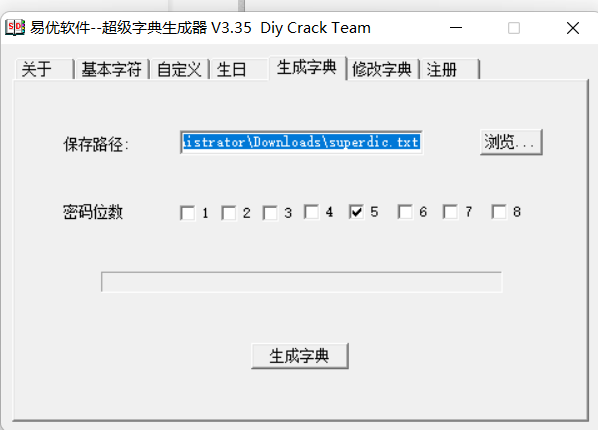 易优软件--超级字典生成器 V3.35 Diy Crack Team
关于 基本字符 自定义 生日 生成字典 修改字典 注册
保存路径: istrator\Downloads\superdic.txt 浏览...
密码位数 1 2 3 4 5 6 7 8
生成字典